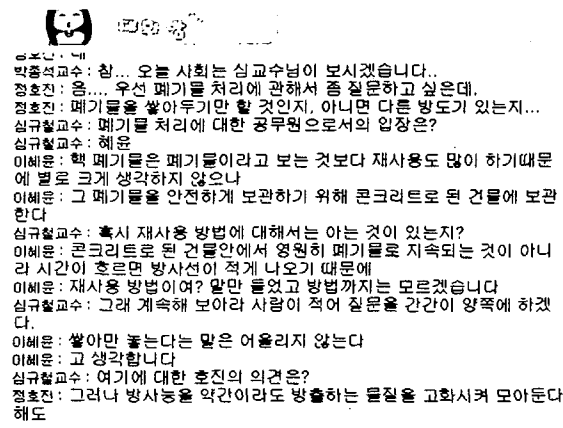 정호진 : 네
박종석교수 : 참... 오늘 사회는 심교수님이 보시겠습니다..
정호진 : 음.... 우선 폐기물 처리에 관해서 좀 질문하고 싶은데.
정호진 : 폐기물을 쌓아두기만 할 것인지, 아니면 다른 방도가 있는지...
심규철교수 : 폐기물 처리에 대한 공무원으로서의 입장은?
심규철교수 : 혜윤
이혜윤 : 핵 폐기물은 폐기물이라고 보는 것보다 재사용도 많이 하기때문
에 별로 크게 생각하지 않으나
이혜윤 : 그 폐기물을 안전하게 보관하기 위해 콘크리트로 된 건물에 보관
한다
심규철교수 : 혹시 재사용 방법에 대해서는 아는 것이 있는지?
이혜윤 : 콘크리트로 된 건물안에서 영원히 폐기물로 지속되는 것이 아니
라 시간이 흐르면 방사선이 적게 나오기 때문에
이혜윤 : 재사용 방법이여? 말만 들었고 방법까지는 모르겠습니다
심규철교수 : 그래 계속해 보아라 사람이 적어 질문을 간간이 양쪽에 하겠
다.
이혜윤 : 쌓아만 놓는다는 말은 어울리지 않는다
이혜윤 : 고 생각합니다
심규철교수 : 여기에 대한 호진의 의견은?
정호진 : 그러나 방사능을 약간이라도 방출하는 물질을 고화시켜 모아둔다
해도